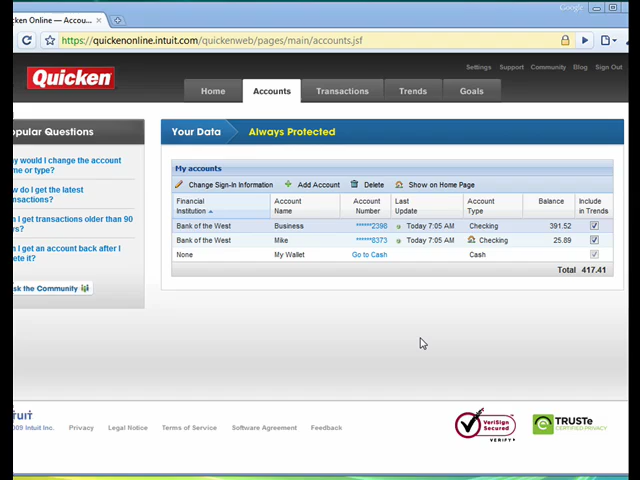 Google
cken Online — Accou...
https://quickenonline.intuit.com/quickenweb/pages/main/accounts.jsf
Settings Support Community Blog Sign Out
Quicken
Home Accounts Transactions Trends Goals
opular Questions
y would I change the account
me or type?
do I get the latest
nsactions?
I get transactions older than 90
s?
I get an account back after I
ete it?
sk the Community
Your Data Always Protected
My accounts
Change Sign-In Information Add Account Delete Show on Home Page
Financial Institution Account Name Account Number Last Update Account Type Balance Include in Trends
Bank of the West Business ******2398 Today 7:05 AM Checking 391.52
Bank of the West Mike ******8373 Today 7:05 AM Checking 25.89
None My Wallet Go to Cash Cash
Total 417.41
tuit
009 Intuit Inc. Privacy Legal Notice Terms of Service Software Agreement Feedback
VeriSign
Secured
VERIFY
TRUSTe
CERTIFIED PRIVACY